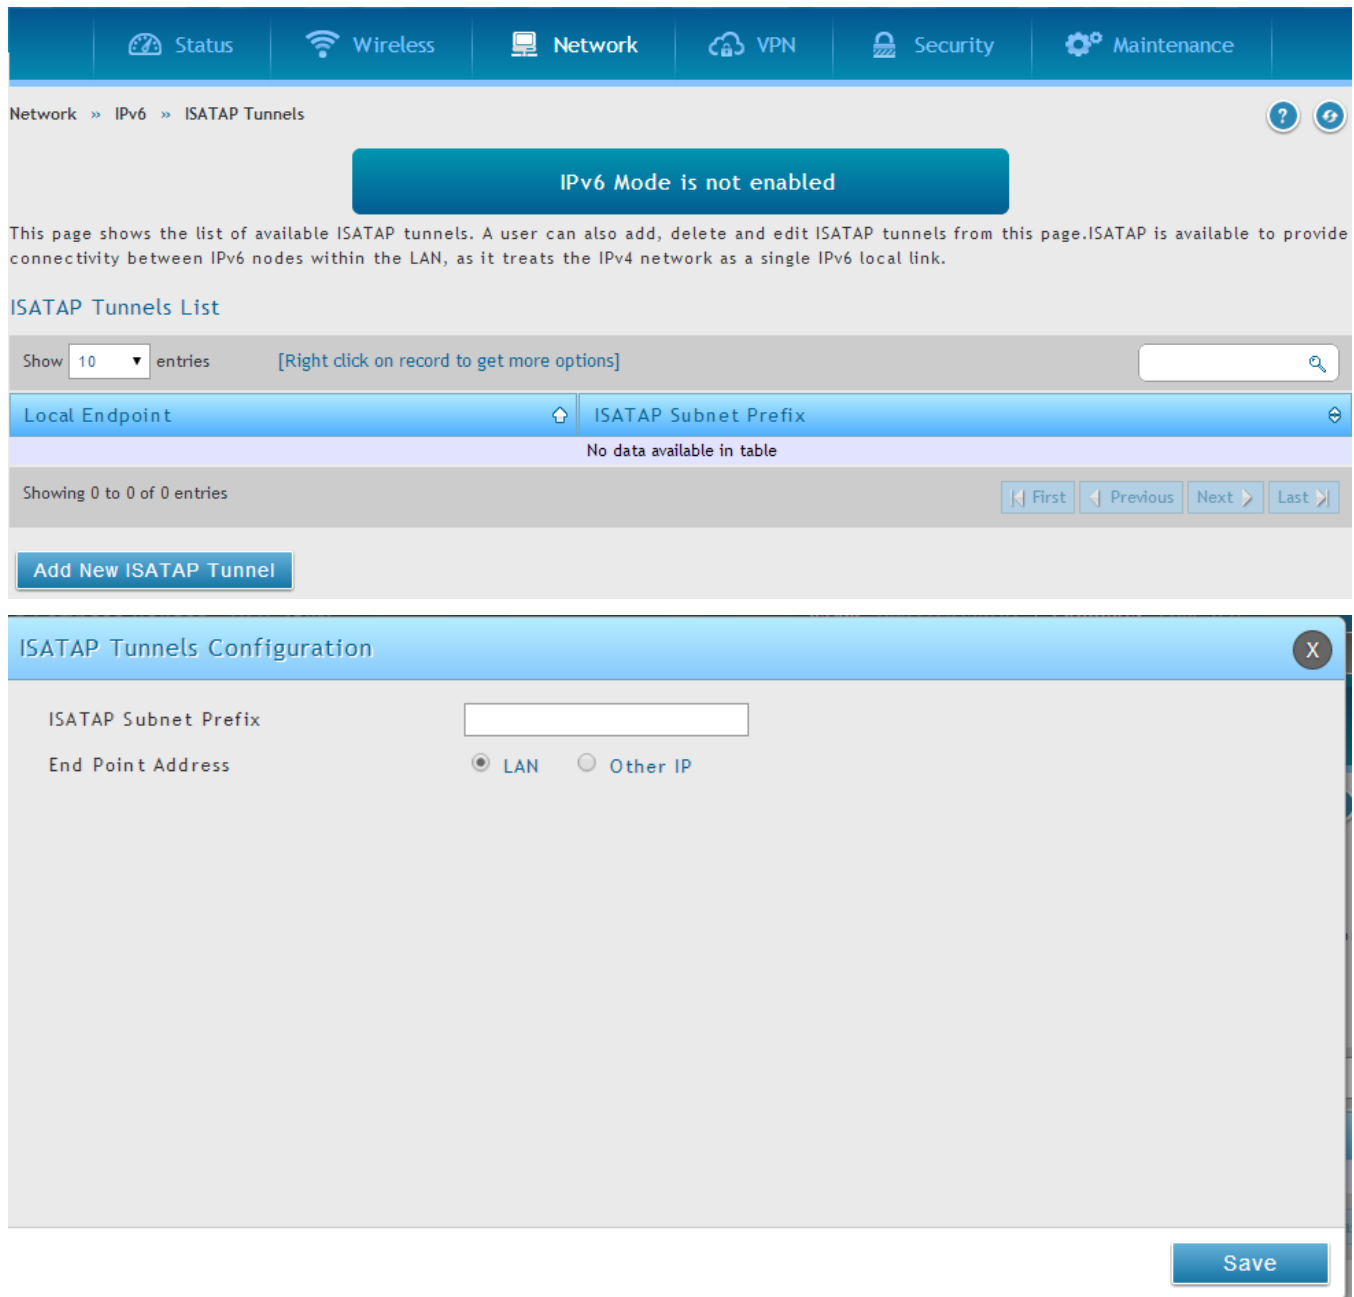 Status Wireless Network VPN Security Maintenance
Network » IPv6 » ISATAP Tunnels ?
IPv6 Mode is not enabled
This page shows the list of available ISATAP tunnels. A user can also add, delete and edit ISATAP tunnels from this page.ISATAP is available to provide
connectivity between IPv6 nodes within the LAN, as it treats the IPv4 network as a single IPv6 local link.
ISATAP Tunnels List
Show 10 entries [Right click on record to get more options]
Local Endpoint ISATAP Subnet Prefix
No data available in table
Showing 0 to 0 of 0 entries First Previous Next Last
Add New ISATAP Tunnel
ISATAP Tunnels Configuration X
ISATAP Subnet Prefix
End Point Address LAN Other IP
Save